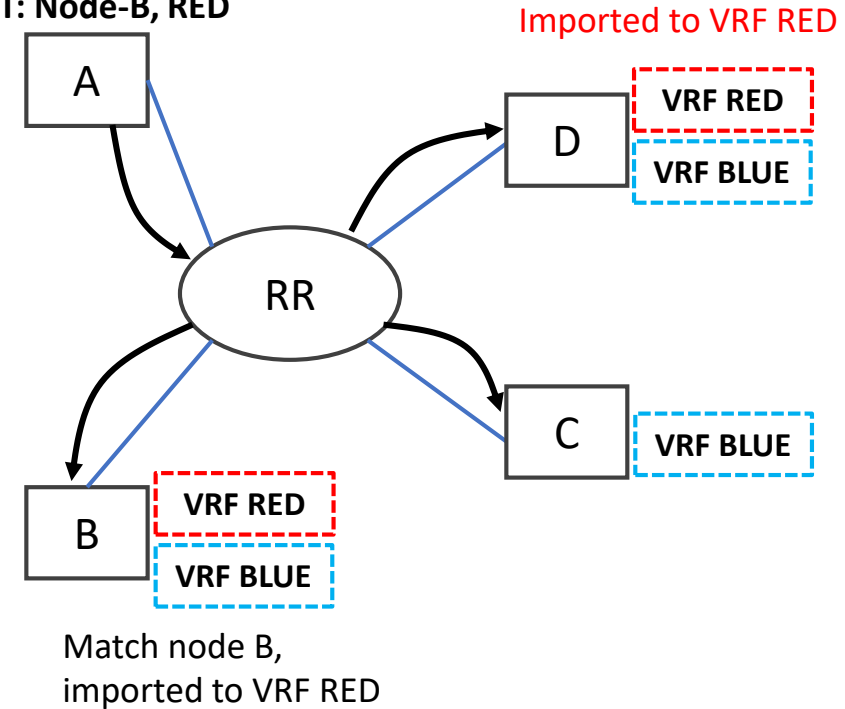 T: Node-B, RED
Imported to VRF RED
A
VRF RED
D
VRF BLUE
RR
C
VRF BLUE
VRF RED
B
VRF BLUE
Match node B,
imported to VRF RED